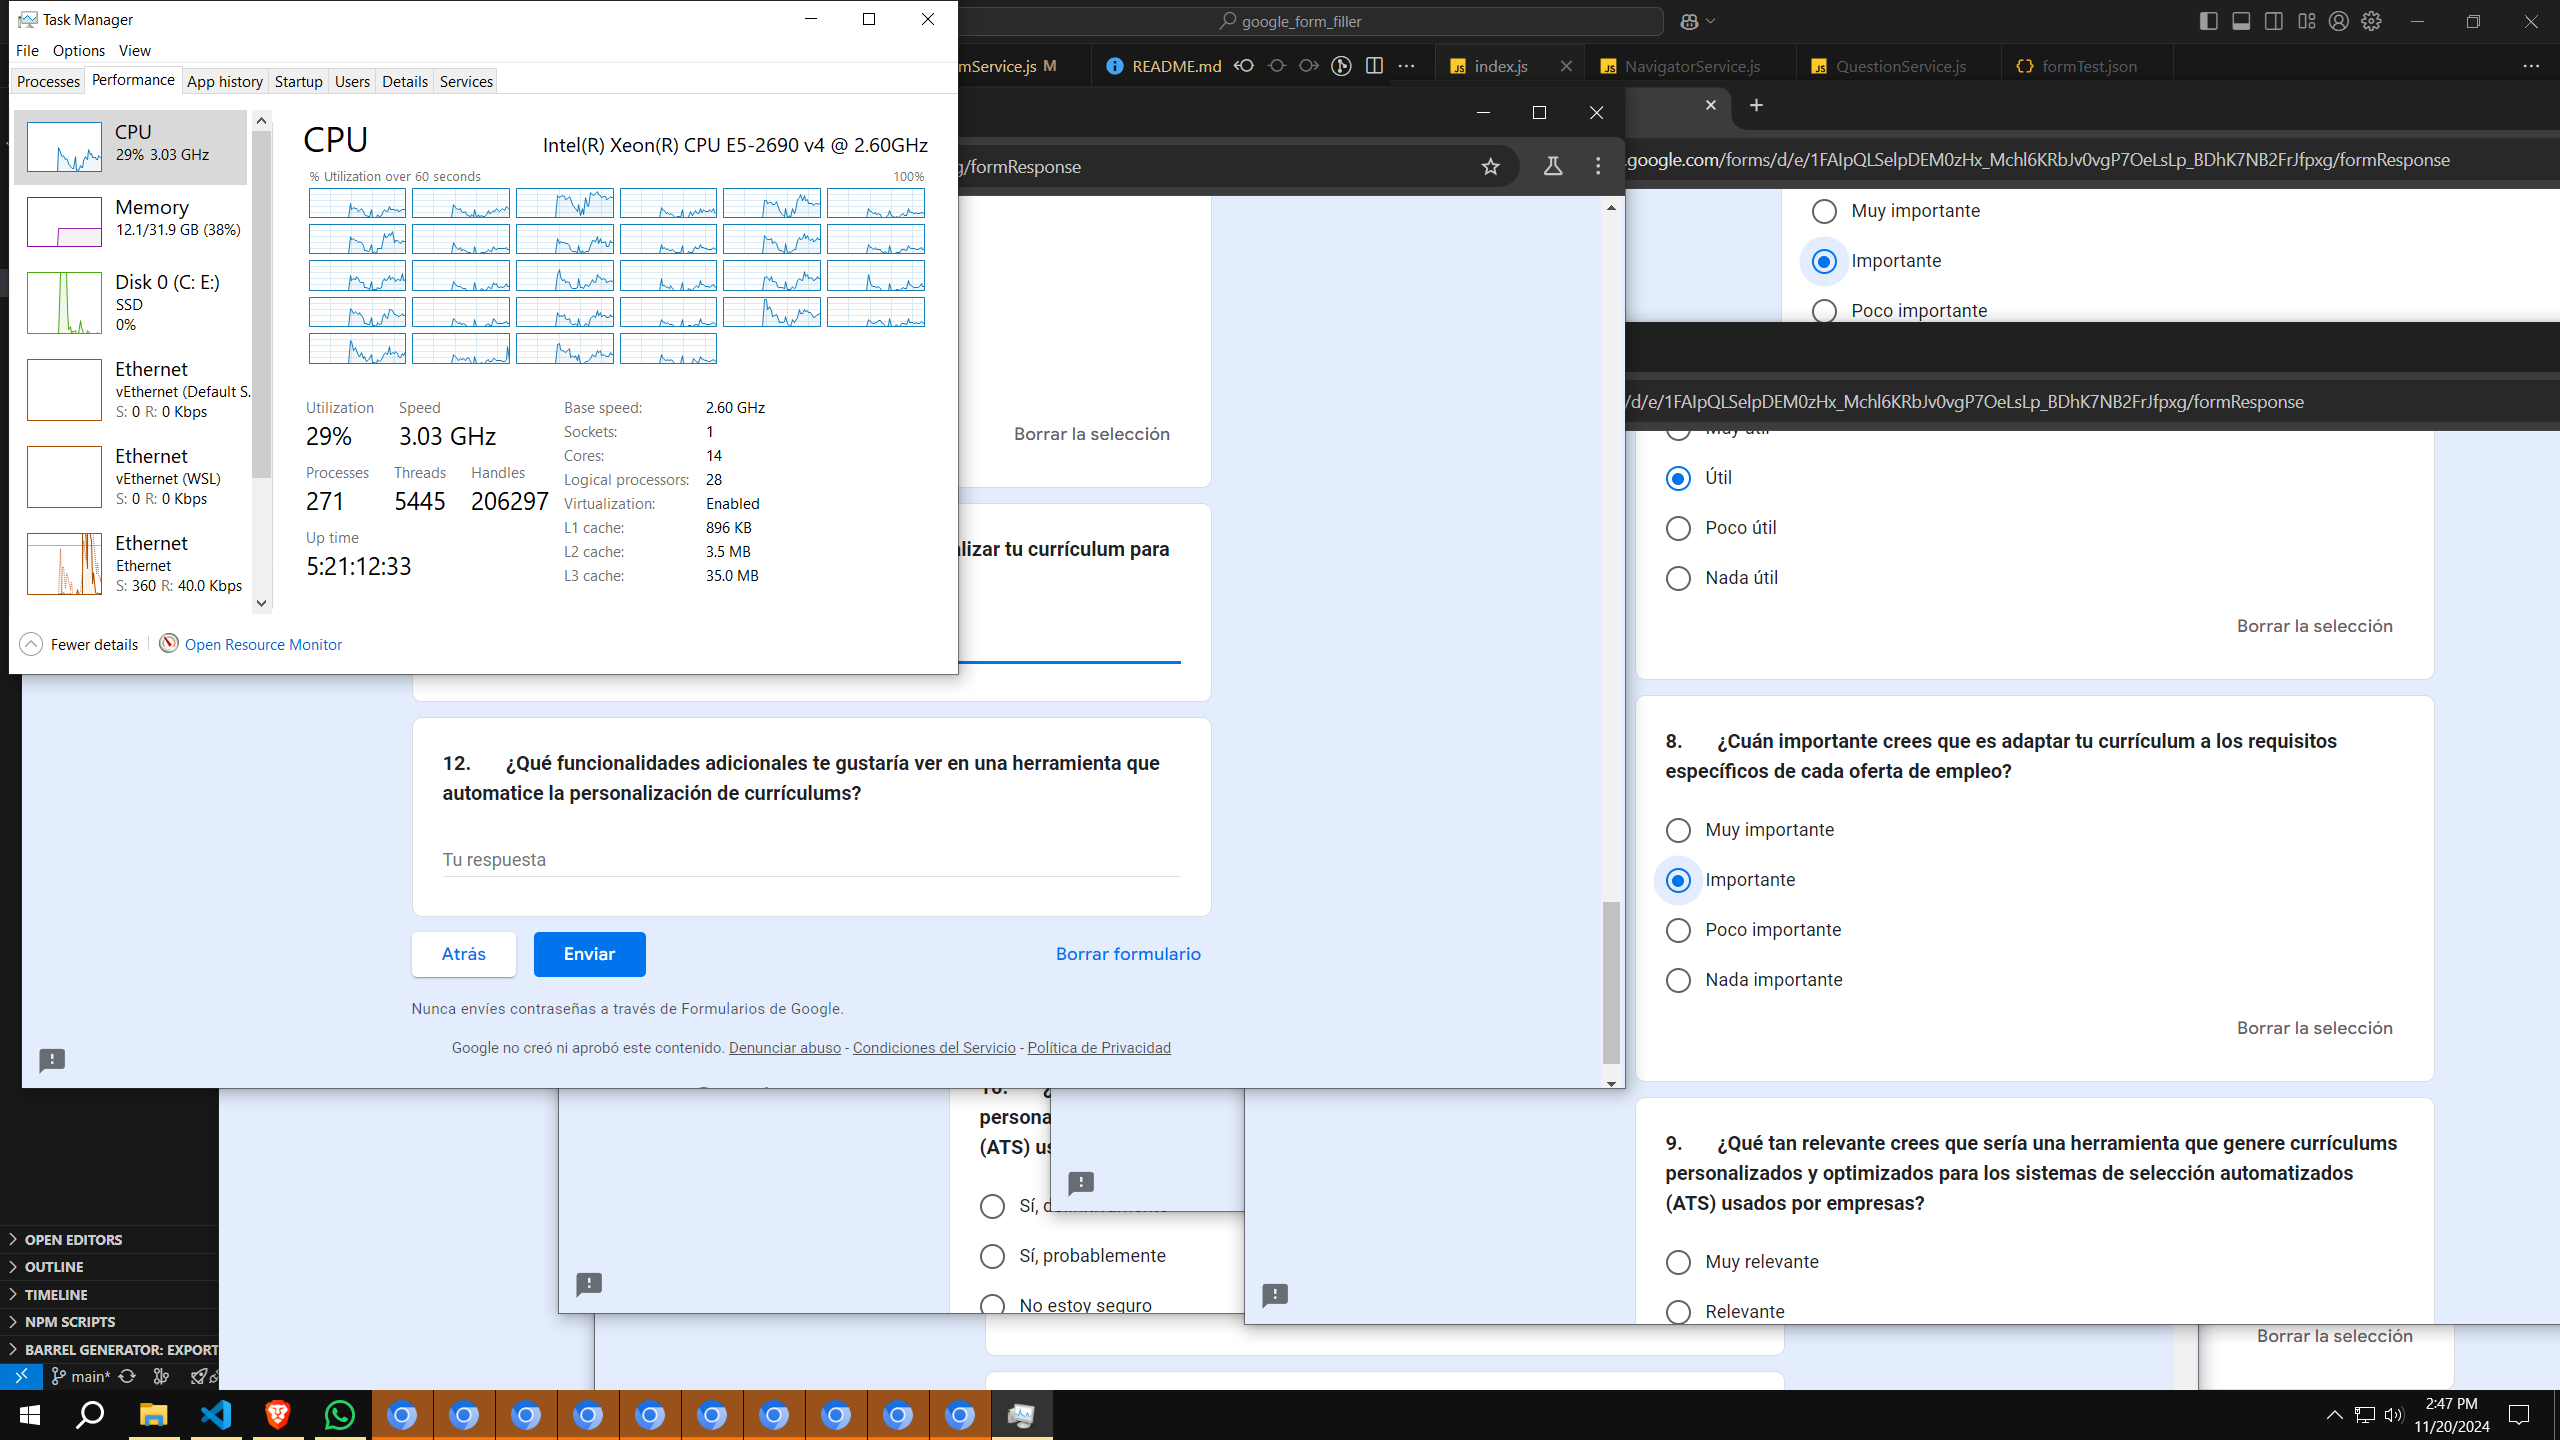 Task Manager
File Options View
Processes Performance App history Startup Users Details Services
CPU
29% 3.03 GHz
Memory
12.1/31.9 GB (38%)
Disk 0 (C: E:)
SSD
0%
Ethernet
vEthernet (Default S...
S: 0 R: 0 Kbps
Ethernet
vEthernet (WSL)
S: 0 R: 0 Kbps
Ethernet
Ethernet
S: 360 R: 40.0 Kbps
CPU
Intel(R) Xeon(R) CPU E5-2690 v4 @ 2.60GHz
% Utilization over 60 seconds 100%
Utilization Speed
29% 3.03 GHz
Processes Threads Handles
271 5445 206297
Up time
5:21:12:33
Base speed: 2.60 GHz
Sockets: 1
Cores: 14
Logical processors: 28
Virtualization: Enabled
L1 cache: 896 KB
L2 cache: 3.5 MB
L3 cache: 35.0 MB
Fewer details Open Resource Monitor
google_form_filler
mService.js M README.md index.js NavigatorService.js QuestionService.js formTest.json
g/formResponse
.google.com/forms/d/e/1FAIpQLSelpDEM0zHx_Mchl6KRbJv0vgP7OeLsLp_BDhK7NB2FrJfpxg/formResponse
Muy importante
Importante
Poco importante
/d/e/1FAIpQLSelpDEM0zHx_Mchl6KRbJv0vgP7OeLsLp_BDhK7NB2FrJfpxg/formResponse
Borrar la selección
lizar tu currículum para
12. ¿Qué funcionalidades adicionales te gustaría ver en una herramienta que
automatice la personalización de currículums?
Tu respuesta
Atrás Enviar Borrar formulario
Nunca envíes contraseñas a través de Formularios de Google.
Google no creó ni aprobó este contenido. Denunciar abuso - Condiciones del Servicio - Política de Privacidad
Muy útil
Útil
Poco útil
Nada útil
Borrar la selección
8. ¿Cuán importante crees que es adaptar tu currículum a los requisitos
específicos de cada oferta de empleo?
Muy importante
Importante
Poco importante
Nada importante
Borrar la selección
9. ¿Qué tan relevante crees que sería una herramienta que genere currículums
personalizados y optimizados para los sistemas de selección automatizados
(ATS) usados por empresas?
Muy relevante
Relevante
Borrar la selección
10. ¿
persona
(ATS) us
Sí, definitivamente
Sí, probablemente
No estoy seguro
OPEN EDITORS
OUTLINE
TIMELINE
NPM SCRIPTS
BARREL GENERATOR: EXPORT
main*
2:47 PM
11/20/2024